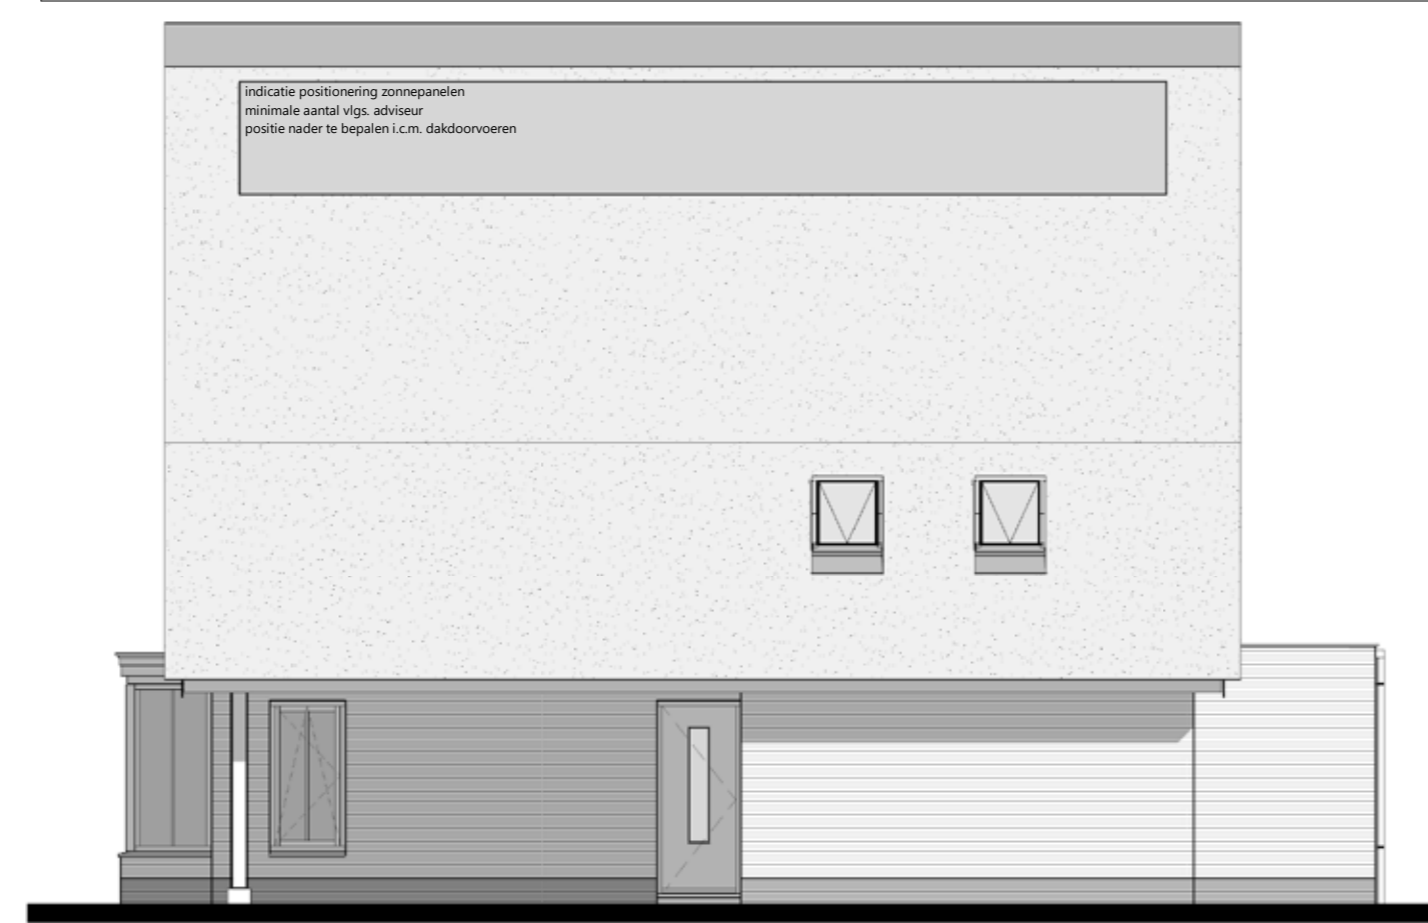 indicatie positionering zonnepanelen
minimale aantal vlgs. adviseur
positie nader te bepalen i.c.m. dakdoorvoeren